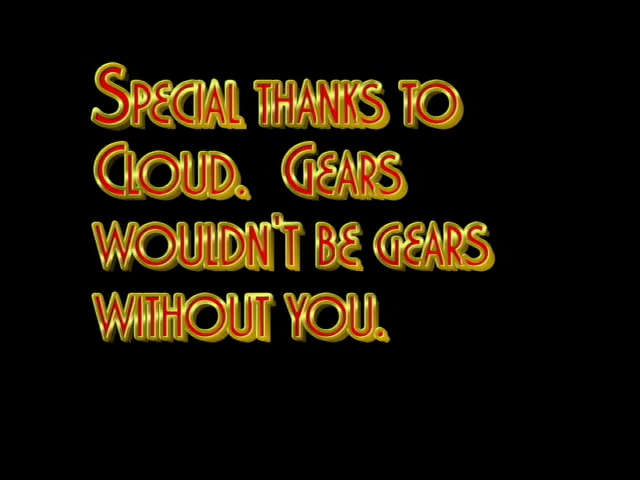 Special thanks to
Cloud.  Gears
wouldn't be gears
without you.